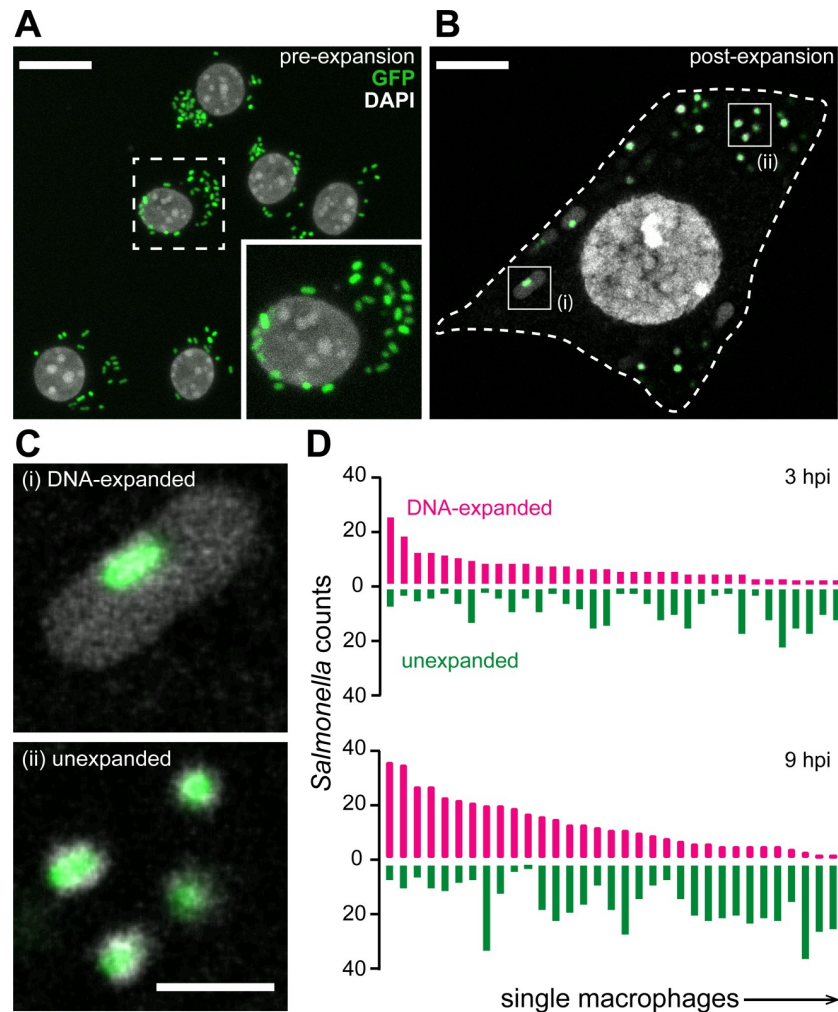 A
pre-expansion
GFP
DAPI
B
post-expansion
(ii)
(i)
C
(i) DNA-expanded
(ii) unexpanded
D
Salmonella counts
40
20
0
20
40
DNA-expanded
unexpanded
3 hpi
40
20
0
20
40
9 hpi
single macrophages